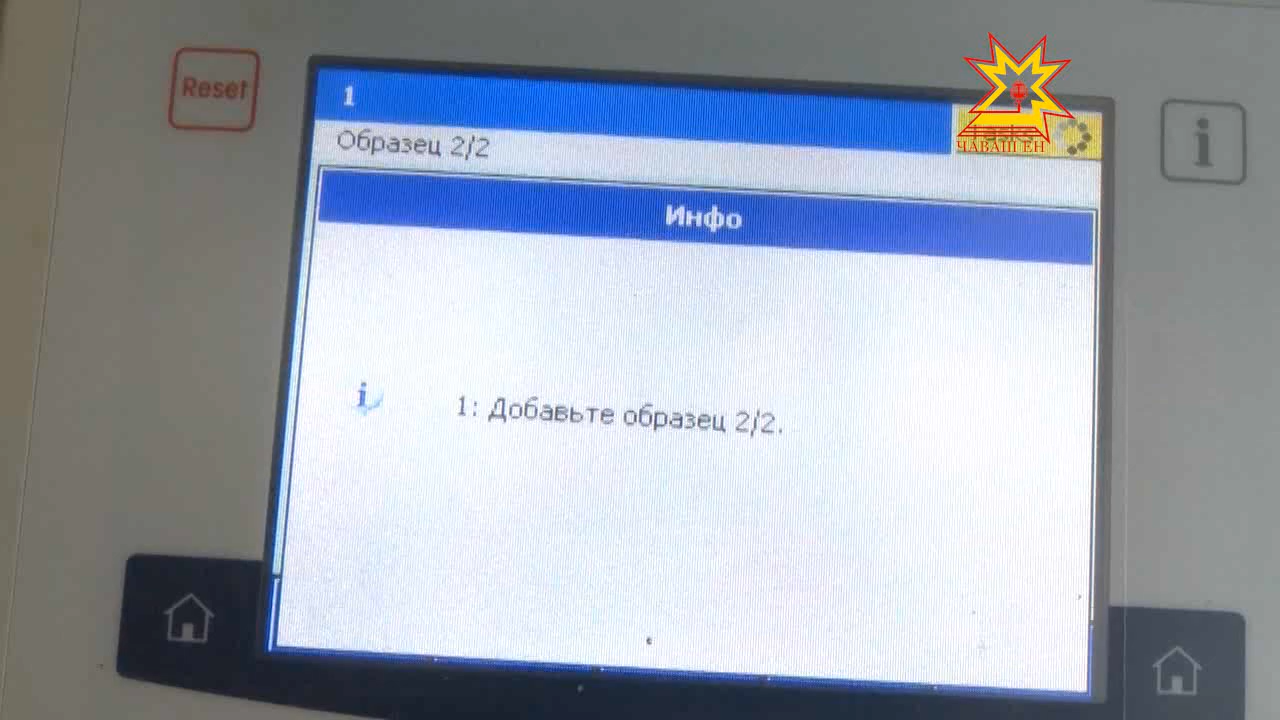 Reset
1
Образец 2/2
Инфо
1: Добавьте образец 2/2.
ЧАВАШ ЕН
i